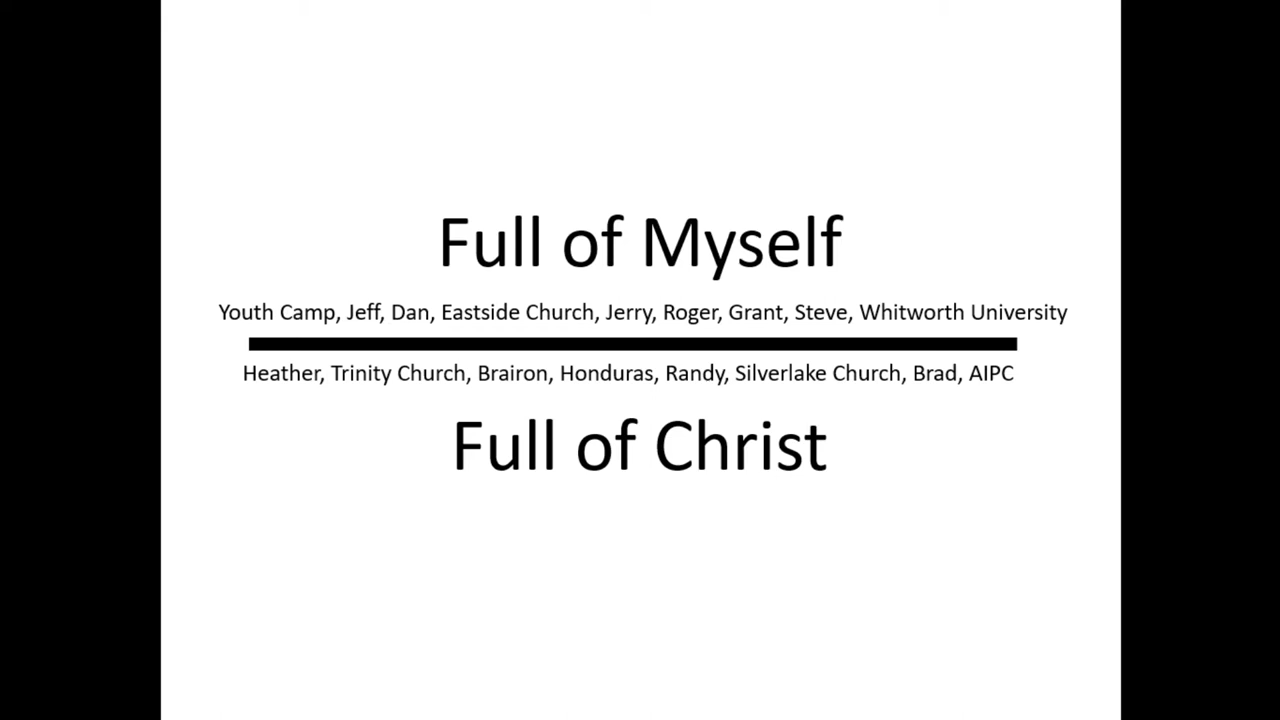 Full of Myself
Youth Camp, Jeff, Dan, Eastside Church, Jerry, Roger, Grant, Steve, Whitworth University
Heather, Trinity Church, Brairon, Honduras, Randy, Silverlake Church, Brad, AIPC
Full of Christ